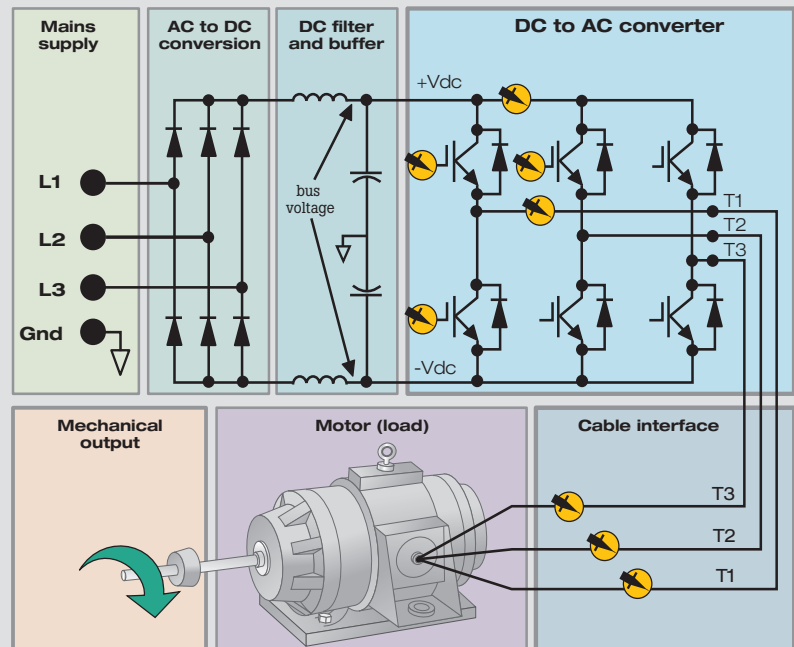 Mains
supply
AC to DC
conversion
DC filter
and buffer
DC to AC converter
+Vdc
L1
L2
L3
Gnd
bus
voltage
T1
T2
T3
-Vdc
Mechanical
output
Motor (load)
Cable interface
T3
T2
T1